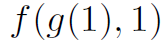 f(g(1), 1)